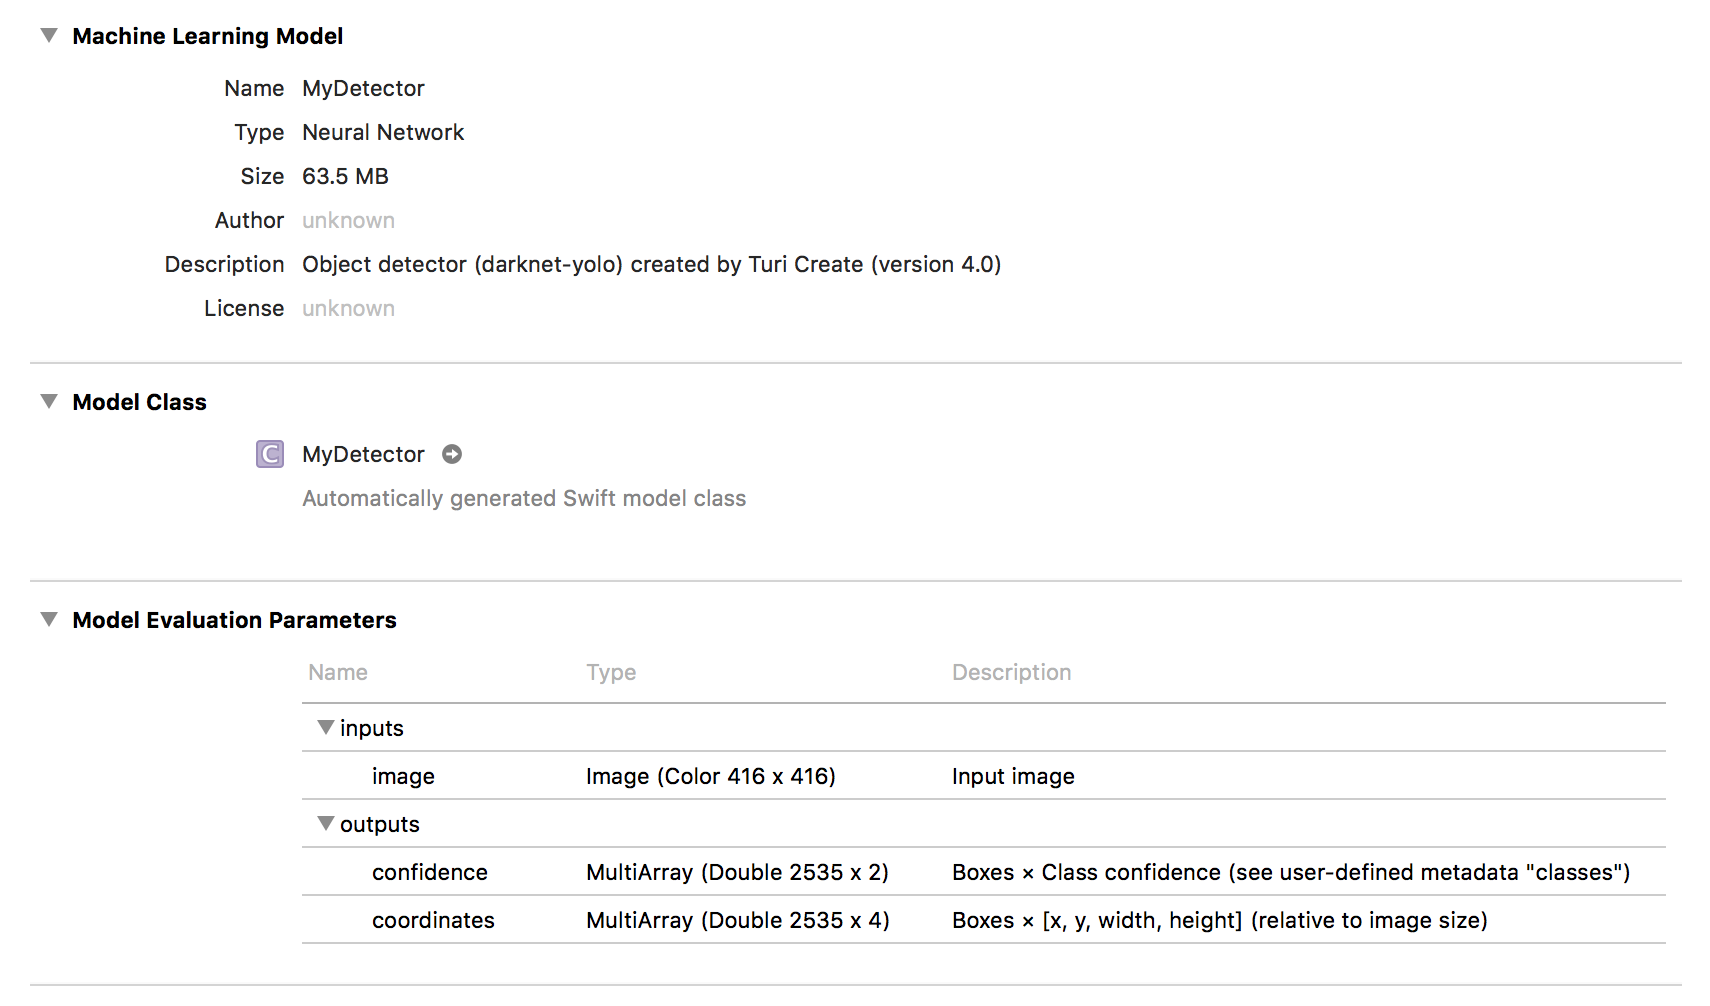 Machine Learning Model
Name MyDetector
Type Neural Network
Size 63.5 MB
Author unknown
Description Object detector (darknet-yolo) created by Turi Create (version 4.0)
License unknown
Model Class
C MyDetector
Automatically generated Swift model class
Model Evaluation Parameters
Name Type Description
inputs
image Image (Color 416 x 416) Input image
outputs
confidence MultiArray (Double 2535 x 2) Boxes × Class confidence (see user-defined metadata "classes")
coordinates MultiArray (Double 2535 x 4) Boxes × [x, y, width, height] (relative to image size)